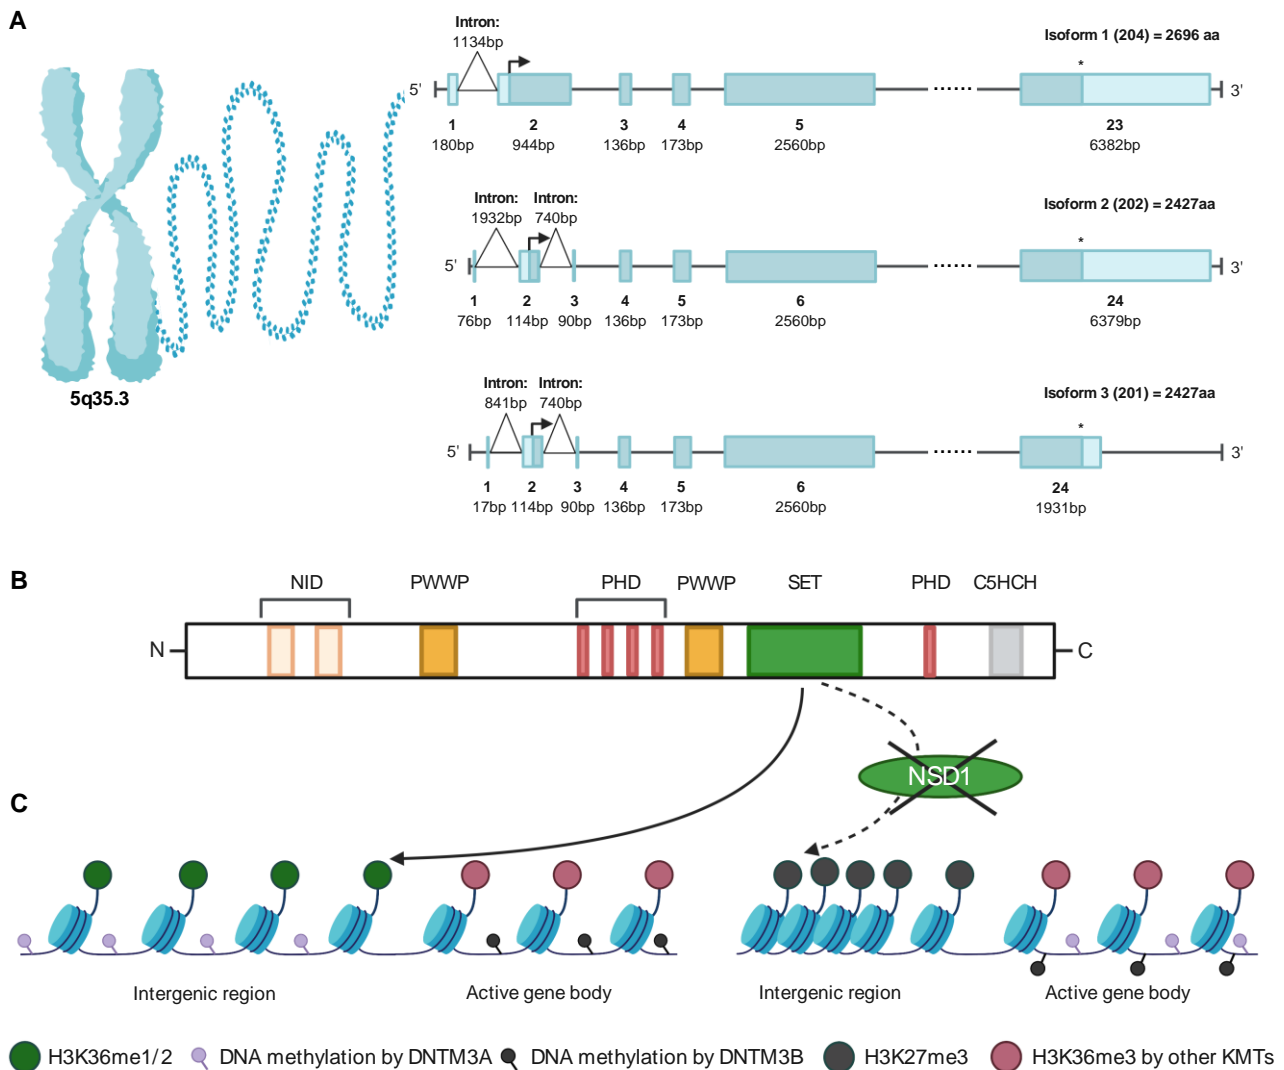 A
Intron:
1134bp
Isoform 1 (204) = 2696 aa
*
5'
3'
1 2 3 4 5 ...... 23
180bp 944bp 136bp 173bp 2560bp 6382bp
Intron: Intron:
1932bp 740bp
Isoform 2 (202) = 2427aa
*
5'
3'
1 2 3 4 5 6 ...... 24
76bp 114bp 90bp 136bp 173bp 2560bp 6379bp
5q35.3
Intron: Intron:
841bp 740bp
Isoform 3 (201) = 2427aa
*
5'
3'
1 2 3 4 5 6 ...... 24
17bp 114bp 90bp 136bp 173bp 2560bp 1931bp
B
NID PWWP PHD PWWP SET PHD C5HCH
N C
NSD1
C
Intergenic region Active gene body Intergenic region Active gene body
H3K36me1/2 DNA methylation by DNTM3A DNA methylation by DNTM3B H3K27me3 H3K36me3 by other KMTs